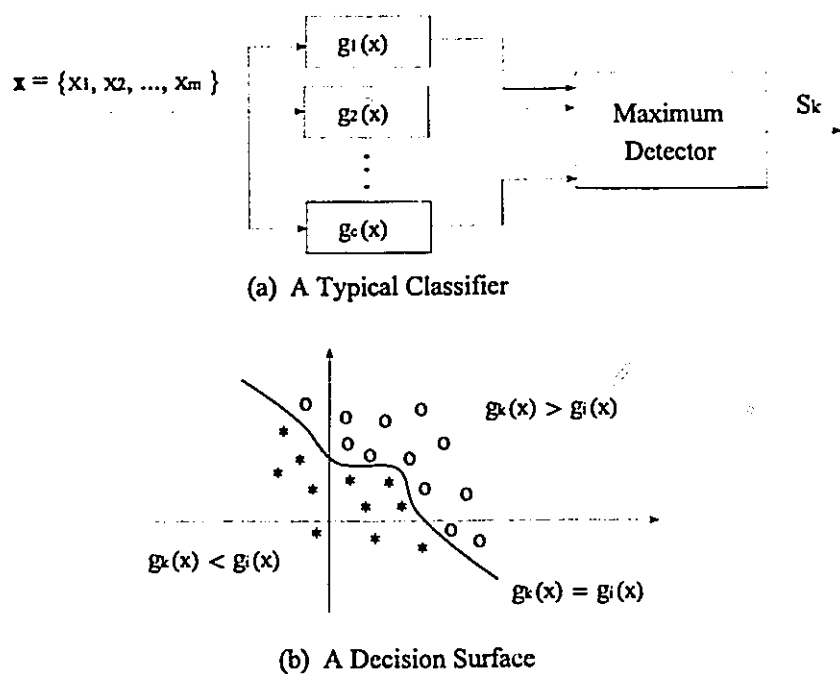 g1(x)
x = {x1, x2, ..., xm }
g2(x)
Maximum
Detector
Sk
gc(x)
(a) A Typical Classifier
gk(x) > gi(x)
gk(x) < gi(x)
gk(x) = gi(x)
(b) A Decision Surface